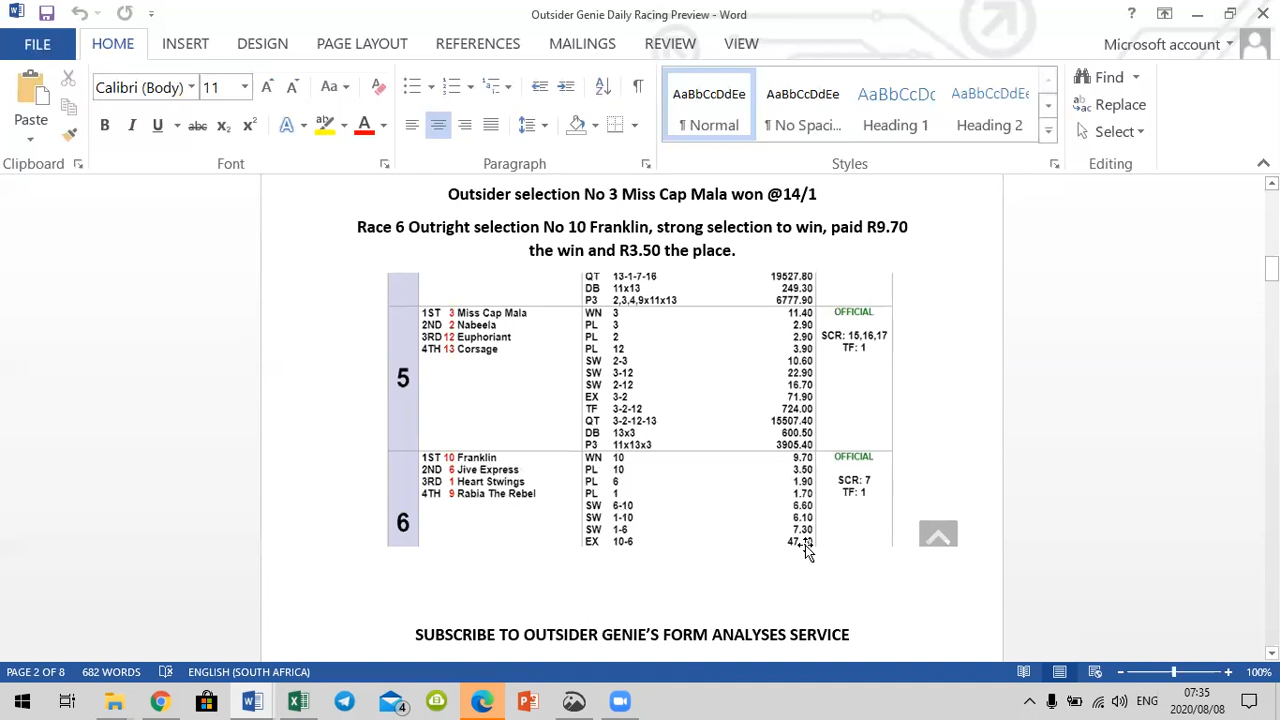 Outsider Genie Daily Racing Preview - Word
FILE HOME INSERT DESIGN PAGE LAYOUT REFERENCES MAILINGS REVIEW VIEW Microsoft account
Paste
Calibri (Body) 11
AaBbCcDdEe AaBbCcDdEe AaBbCcDc AaBbCcDdEe
¶ Normal ¶ No Spaci... Heading 1 Heading 2
Find
Replace
Select
Clipboard Font Paragraph Styles Editing
Outsider selection No 3 Miss Cap Mala won @14/1
Race 6 Outright selection No 10 Franklin, strong selection to win, paid R9.70
the win and R3.50 the place.
QT 13-1-7-16 19527.80
DB 11x13 249.30
P3 2,3,4,9x11x13 6777.90
5
1ST 3 Miss Cap Mala WN 3 11.40 OFFICIAL
2ND 2 Nabeela PL 3 2.90
3RD 12 Euphoriant PL 2 2.90 SCR: 15,16,17
4TH 13 Corsage PL 12 3.90 TF: 1
SW 2-3 10.60
SW 3-12 22.90
SW 2-12 16.70
EX 3-2 71.90
TF 3-2-12 724.00
QT 3-2-12-13 15507.40
DB 13x3 600.50
P3 11x13x3 3905.40
6
1ST 10 Franklin WN 10 9.70 OFFICIAL
2ND 6 Jive Express PL 10 3.50
3RD 1 Heart Stwings PL 6 1.90 SCR: 7
4TH 9 Rabia The Rebel PL 1 1.70 TF: 1
SW 6-10 6.60
SW 1-10 6.10
SW 1-6 7.30
EX 10-6
SUBSCRIBE TO OUTSIDER GENIE'S FORM ANALYSES SERVICE
PAGE 2 OF 8 682 WORDS ENGLISH (SOUTH AFRICA) 100%
4 ENG 07:35
2020/08/08